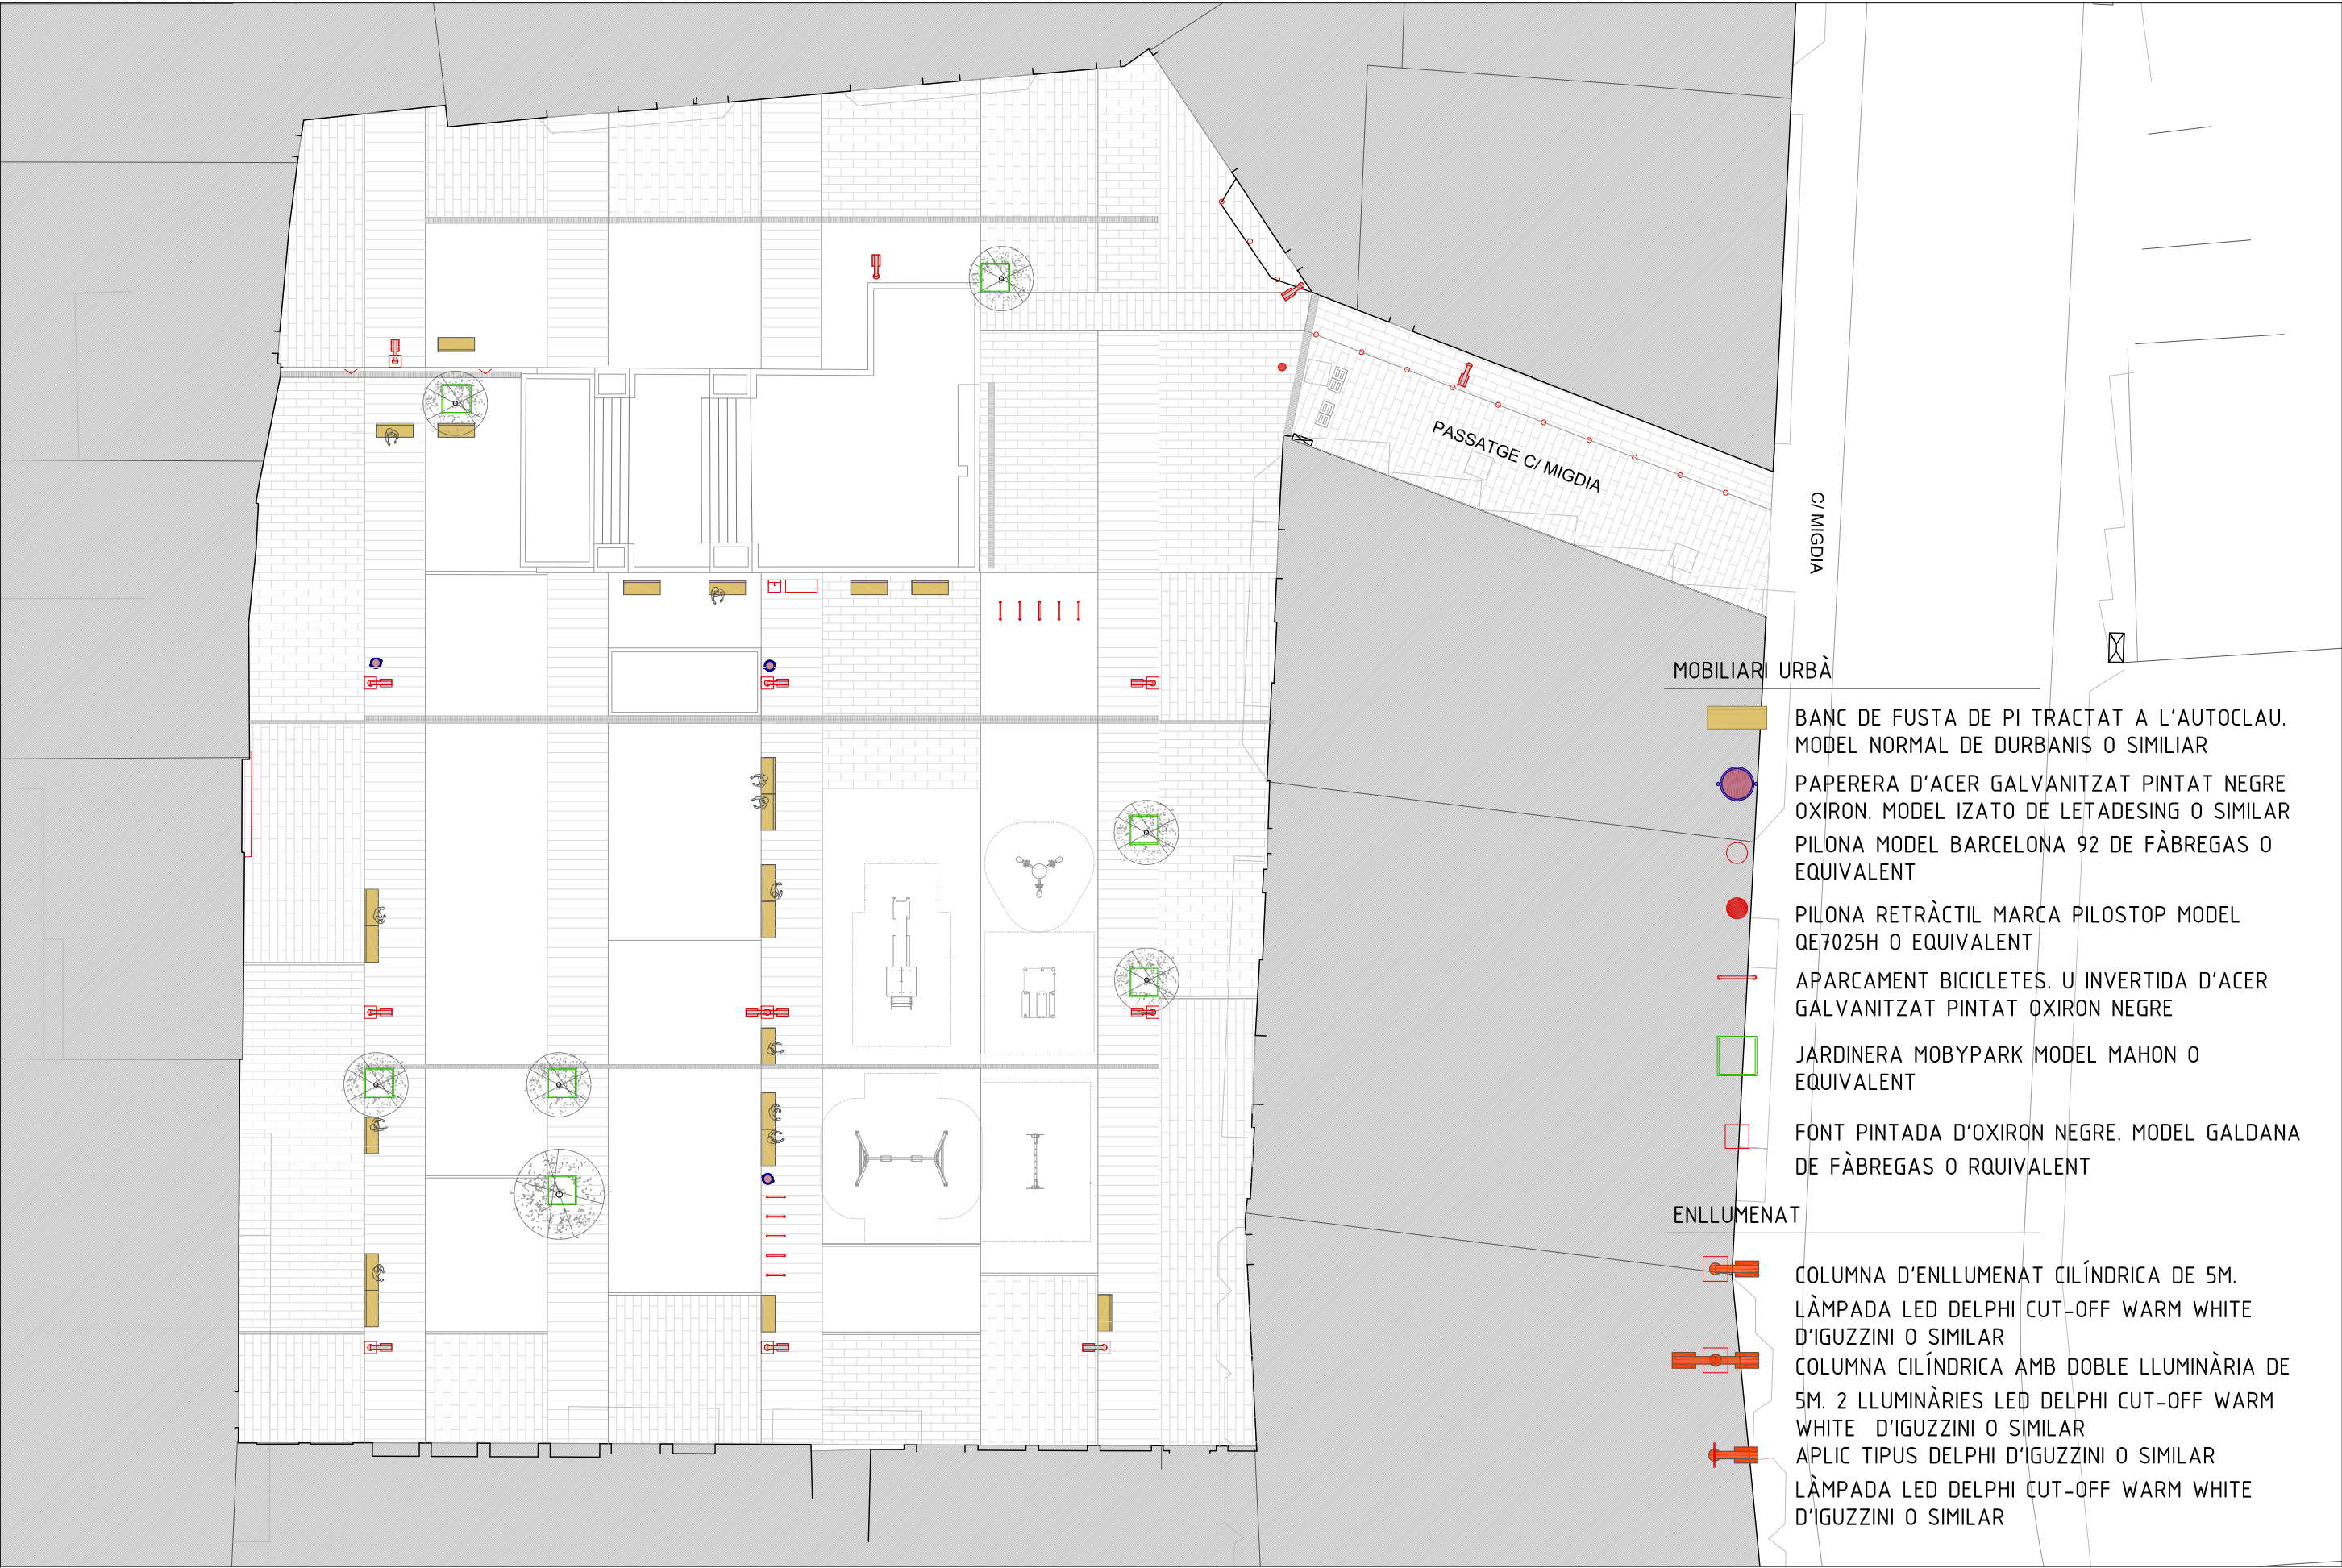 PASSATGE C/ MIGDIA
C/ MIGDIA
MOBILIARI URBÀ
BANC DE FUSTA DE PI TRACTAT A L'AUTOCLAU.
MODEL NORMAL DE DURBANIS O SIMILIAR
PAPERERA D'ACER GALVANITZAT PINTAT NEGRE
OXIRON. MODEL IZATO DE LETADESING O SIMILAR
PILONA MODEL BARCELONA 92 DE FÀBREGAS O
EQUIVALENT
PILONA RETRÀCTIL MARCA PILOSTOP MODEL
QE7025H O EQUIVALENT
APARCAMENT BICICLETES. U INVERTIDA D'ACER
GALVANITZAT PINTAT OXIRON NEGRE
JARDINERA MOBYPARK MODEL MAHON O
EQUIVALENT
FONT PINTADA D'OXIRON NEGRE. MODEL GALDANA
DE FÀBREGAS O RQUIVALENT
ENLLUMENAT
COLUMNA D'ENLLUMENAT CILÍNDRICA DE 5M.
LÀMPADA LED DELPHI CUT-OFF WARM WHITE
D'IGUZZINI O SIMILAR
COLUMNA CILÍNDRICA AMB DOBLE LLUMINÀRIA DE
5M. 2 LLUMINÀRIES LED DELPHI CUT-OFF WARM
WHITE D'IGUZZINI O SIMILAR
APLIC TIPUS DELPHI D'IGUZZINI O SIMILAR
LÀMPADA LED DELPHI CUT-OFF WARM WHITE
D'IGUZZINI O SIMILAR